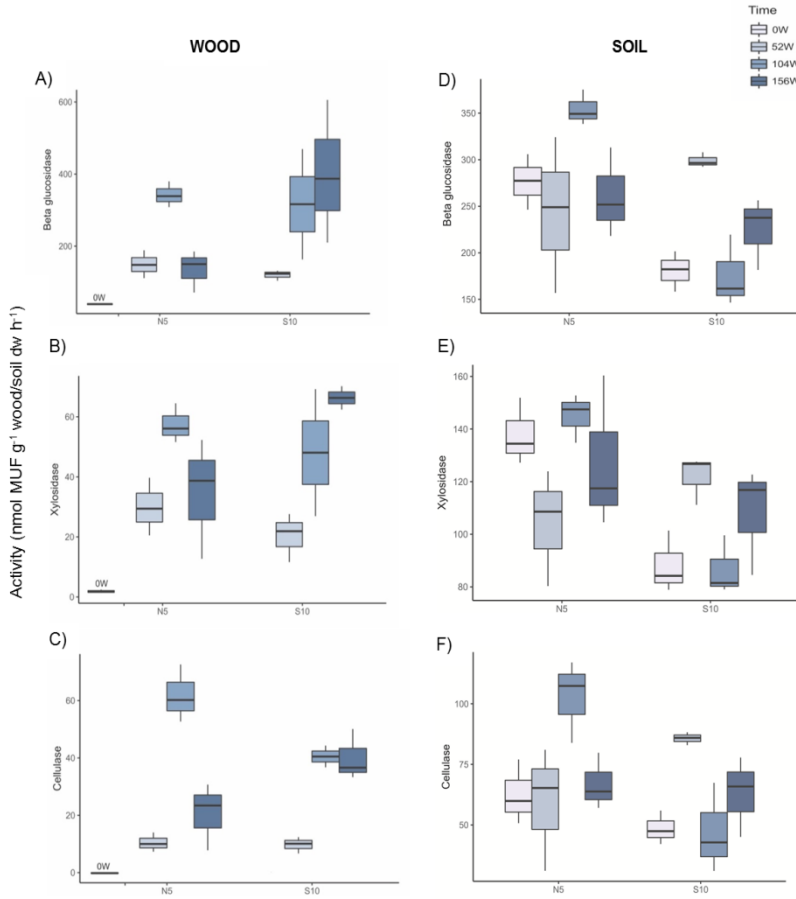 Time
0W
52W
104W
156W
WOOD
SOIL
Activity (nmol MUF g⁻¹ wood/soil dw h⁻¹)
A)
Beta glucosidase
600
400
200
0W
N5
S10
D)
Beta glucosidase
350
300
250
200
150
N5
S10
B)
Xylosidase
60
40
20
0
0W
N5
S10
E)
Xylosidase
160
140
120
100
80
N5
S10
C)
Cellulase
60
40
20
0
0W
N5
S10
F)
Cellulase
100
75
50
N5
S10